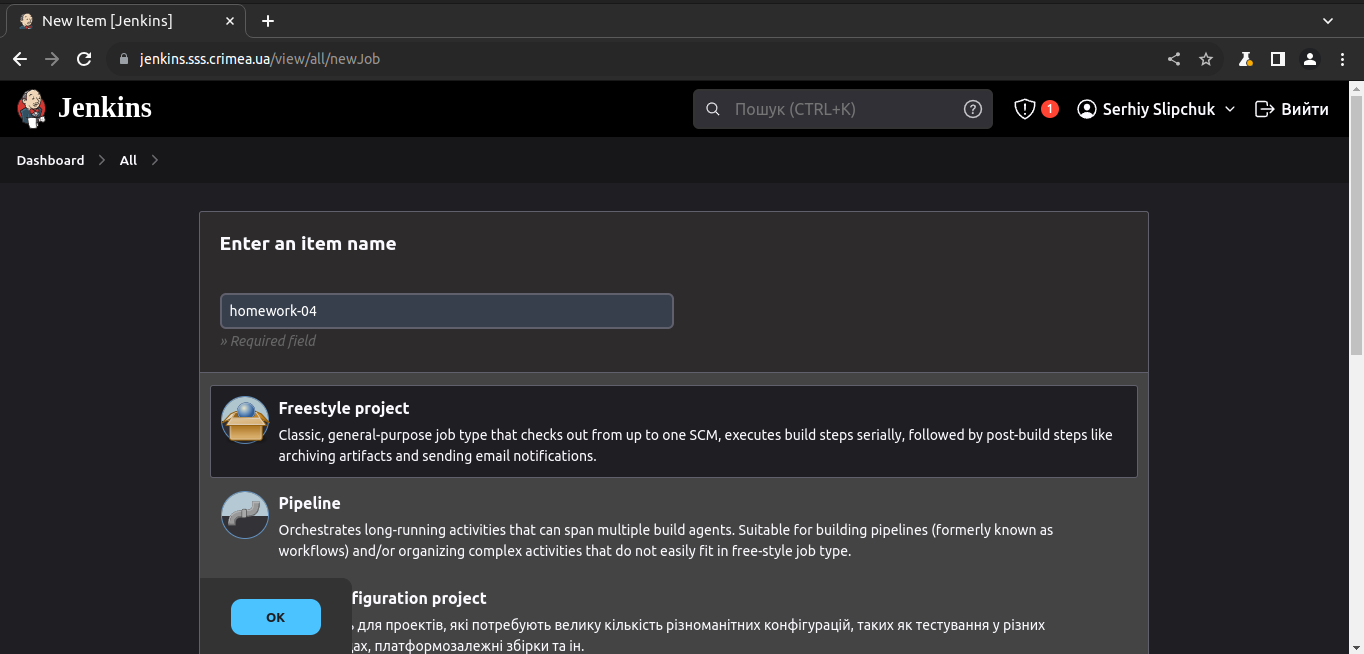 New Item [Jenkins]
jenkins.sss.crimea.ua/view/all/newJob
Jenkins
Пошук (CTRL+K)
1
Serhiy Slipchuk
Вийти
Dashboard
All
Enter an item name
homework-04
» Required field
Freestyle project
Classic, general-purpose job type that checks out from up to one SCM, executes build steps serially, followed by post-build steps like
archiving artifacts and sending email notifications.
Pipeline
Orchestrates long-running activities that can span multiple build agents. Suitable for building pipelines (formerly known as
workflows) and/or organizing complex activities that do not easily fit in free-style job type.
figuration project
для проектів, які потребують велику кількість різноманітних конфігурацій, таких як тестування у різних
OK
платформозалежні збірки та ін.